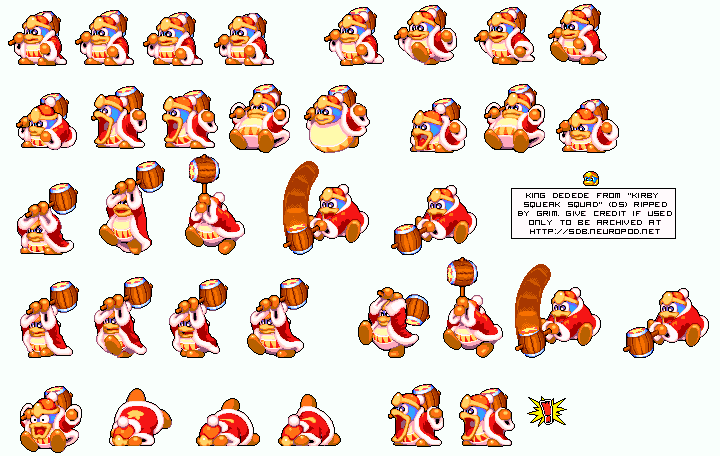 KING DEDEDE FROM "KIRBY
SQUEAK SQUAD" (DS) RIPPED
BY GRIM. GIVE CREDIT IF USED
ONLY TO BE ARCHIVED AT
HTTP://SDB.NEUROPOD.NET